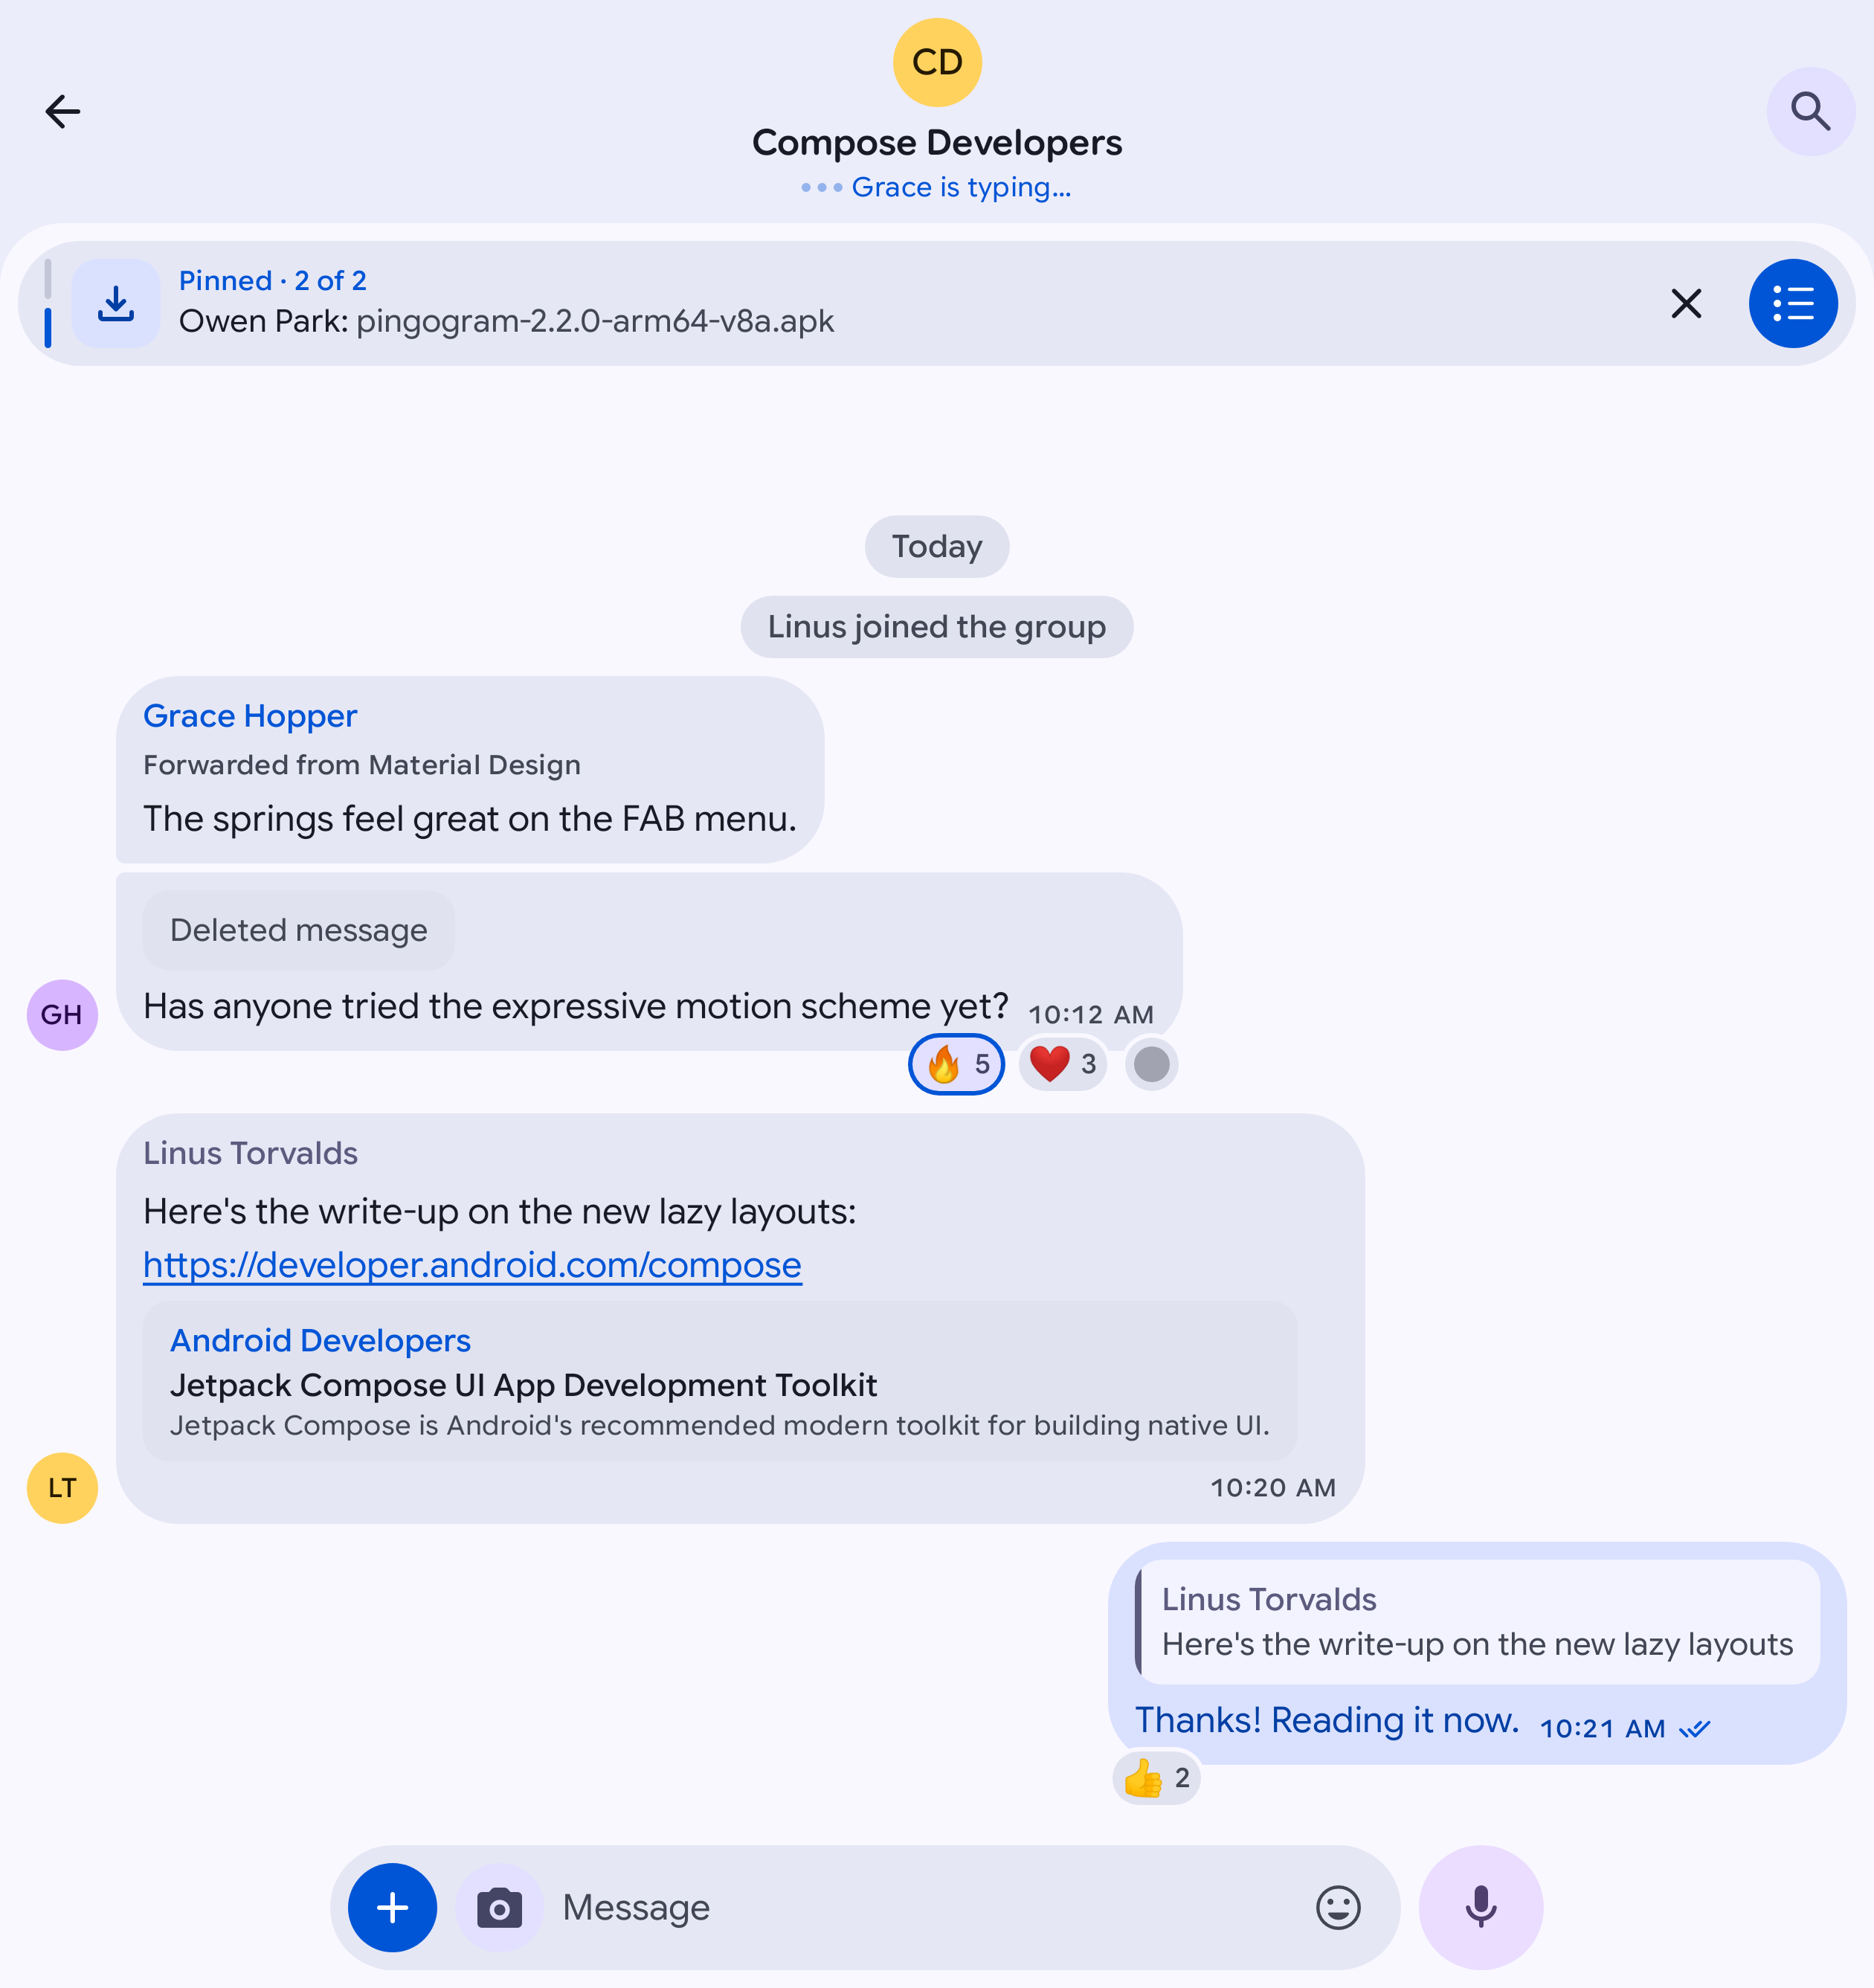 CD
Compose Developers
Grace is typing...
Pinned · 2 of 2
Owen Park: pingogram-2.2.0-arm64-v8a.apk
Today
Linus joined the group
Grace Hopper
Forwarded from Material Design
The springs feel great on the FAB menu.
Deleted message
GH
Has anyone tried the expressive motion scheme yet? 10:12 AM
5 3
Linus Torvalds
Here's the write-up on the new lazy layouts:
https://developer.android.com/compose
Android Developers
Jetpack Compose UI App Development Toolkit
Jetpack Compose is Android's recommended modern toolkit for building native UI.
LT
10:20 AM
Linus Torvalds
Here's the write-up on the new lazy layouts
Thanks! Reading it now. 10:21 AM
2
Message